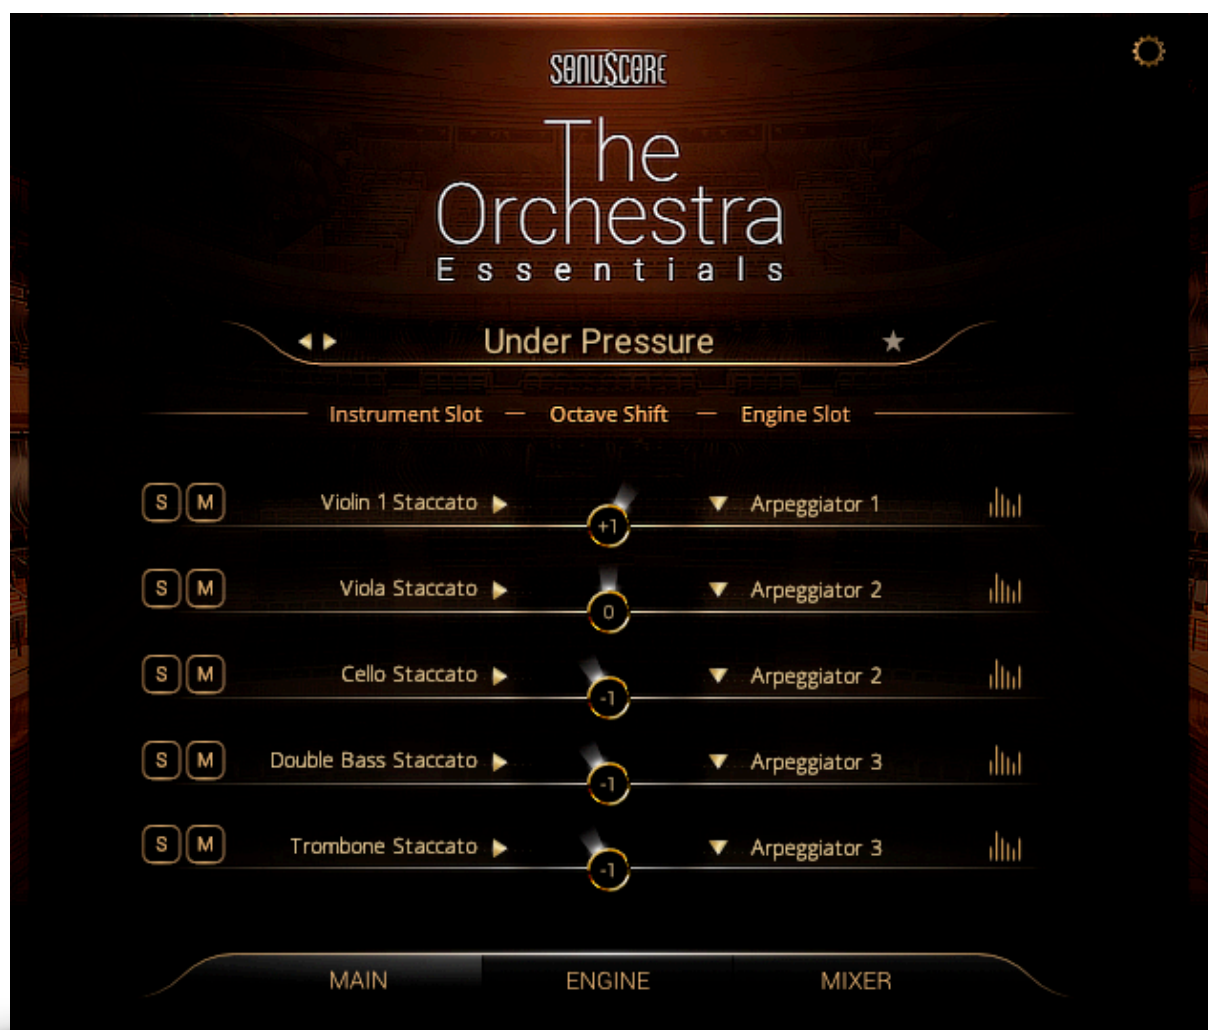 SONUSCORE
The
Orchestra
Essentials
Under Pressure
Instrument Slot — Octave Shift — Engine Slot
S M Violin 1 Staccato +1 Arpeggiator 1
S M Viola Staccato 0 Arpeggiator 2
S M Cello Staccato -1 Arpeggiator 2
S M Double Bass Staccato -1 Arpeggiator 3
S M Trombone Staccato -1 Arpeggiator 3
MAIN ENGINE MIXER